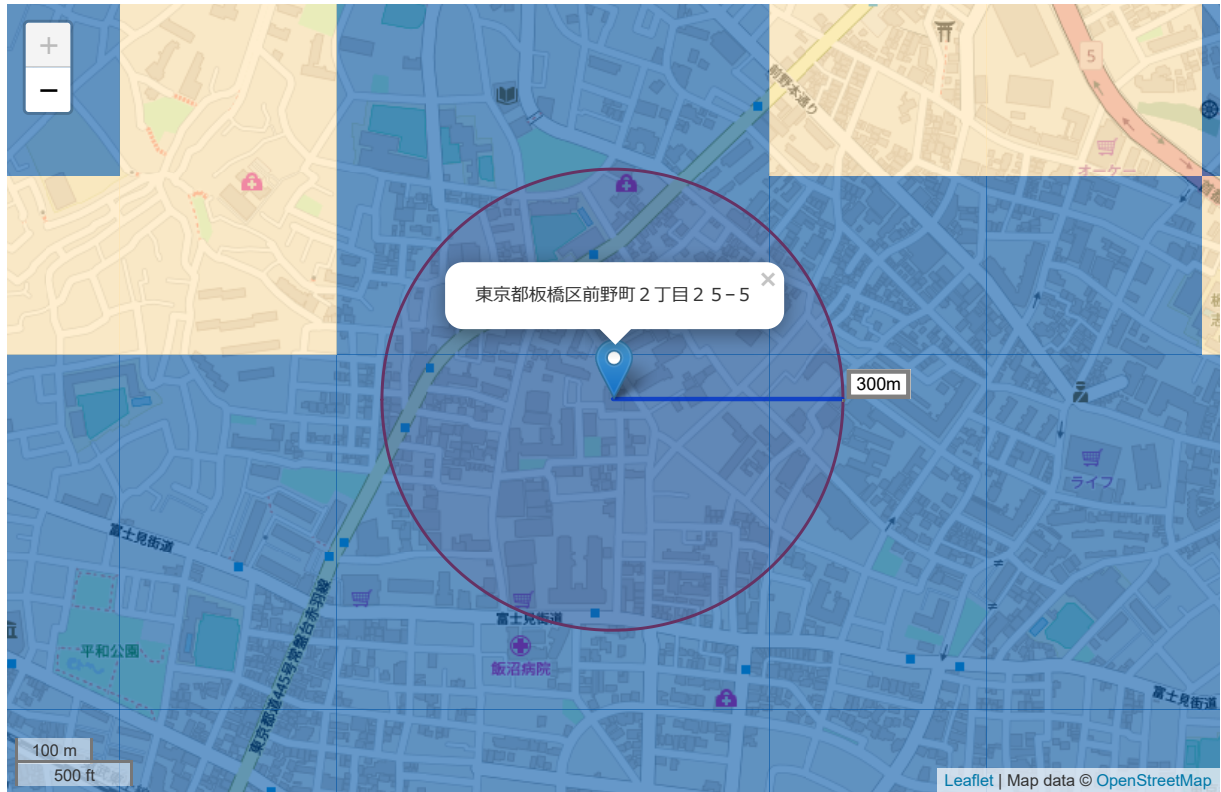 +
−
5
前野本通り
オーケー
東京都板橋区前野町２丁目２５−５
×
300m
ライフ
富士見街道
富士見街道
飯沼病院
平和公園
東京都道445号常盤台赤羽線
富士見街道
100 m
500 ft
Leaflet | Map data © OpenStreetMap